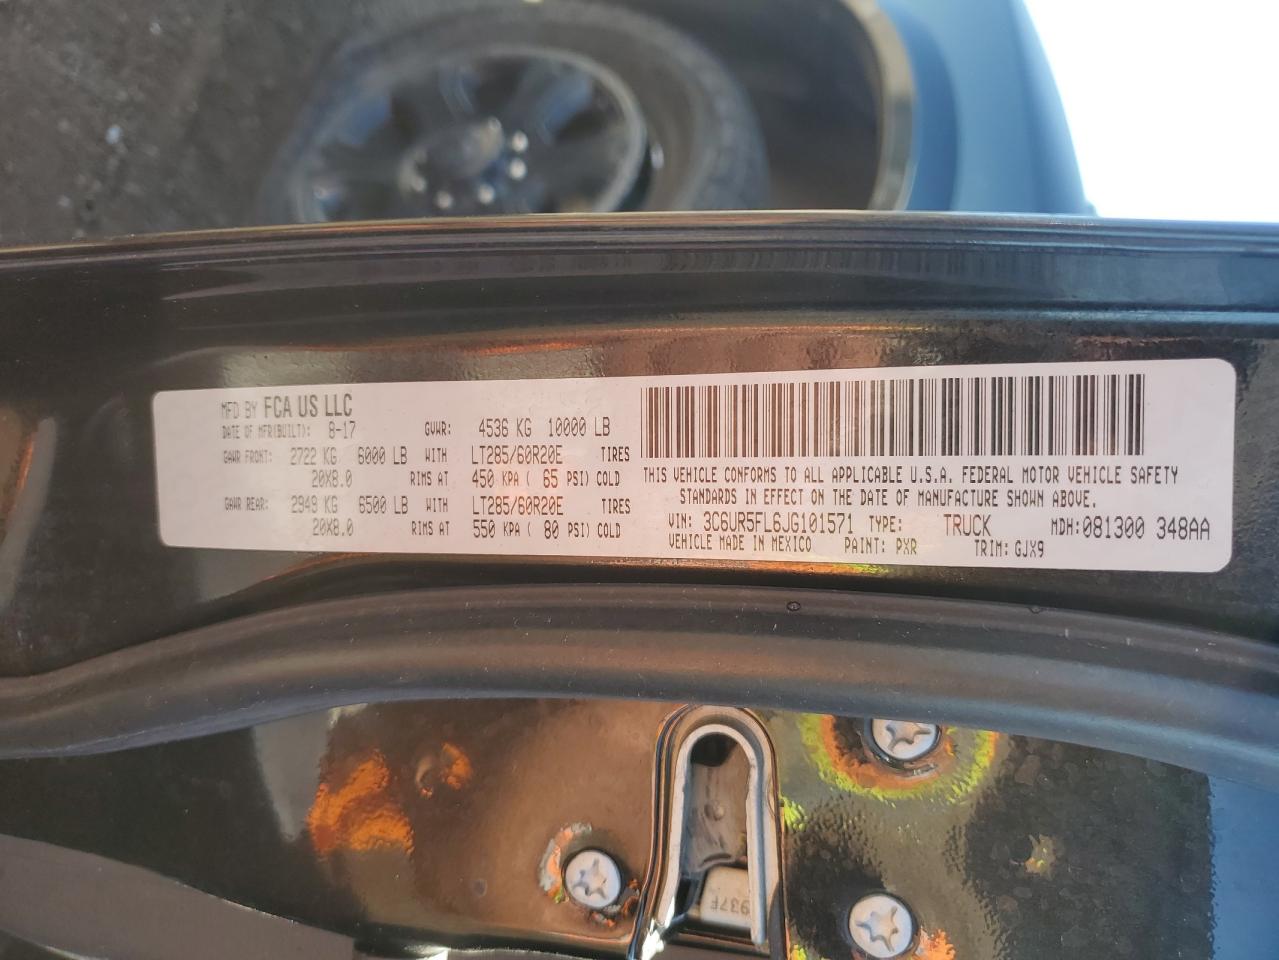 MFD BY FCA US LLC
DATE OF MFR(BUILT): 8-17 GVWR: 4536 KG 10000 LB
GAWR FRONT: 2722 KG 6000 LB WITH LT285/60R20E TIRES
20X8.0 RIMS AT 450 KPA ( 65 PSI) COLD
GAWR REAR: 2949 KG 6500 LB WITH LT285/60R20E TIRES
20X8.0 RIMS AT 550 KPA ( 80 PSI) COLD
THIS VEHICLE CONFORMS TO ALL APPLICABLE U.S.A. FEDERAL MOTOR VEHICLE SAFETY
STANDARDS IN EFFECT ON THE DATE OF MANUFACTURE SHOWN ABOVE.
VIN: 3C6UR5FL6JG101571 TYPE: TRUCK MDH: 081300 348AA
VEHICLE MADE IN MEXICO PAINT: PXR TRIM: GJX9
937F